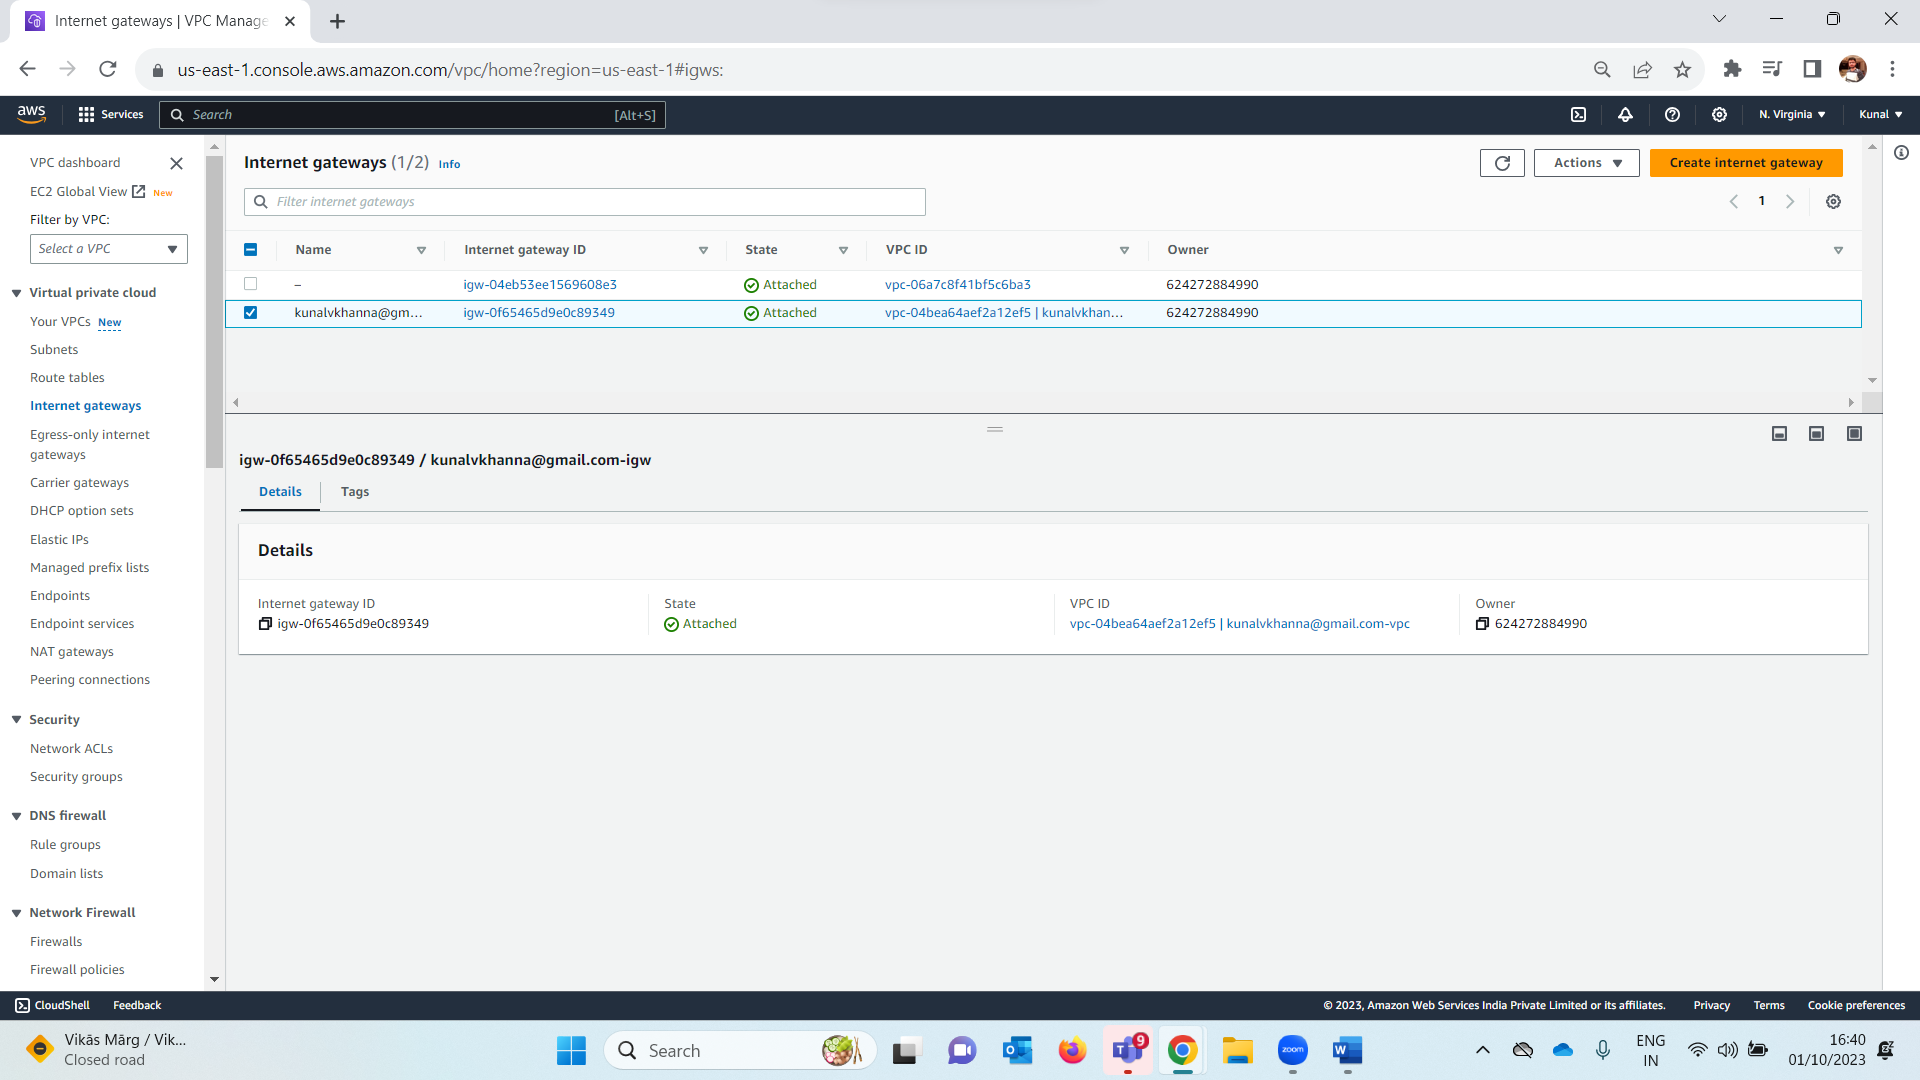 Internet gateways | VPC Manage
us-east-1.console.aws.amazon.com/vpc/home?region=us-east-1#igws:
aws
Services
Search
[Alt+S]
N. Virginia
Kunal
VPC dashboard
EC2 Global View
New
Filter by VPC:
Select a VPC
Virtual private cloud
Your VPCs New
Subnets
Route tables
Internet gateways
Egress-only internet
gateways
Carrier gateways
DHCP option sets
Elastic IPs
Managed prefix lists
Endpoints
Endpoint services
NAT gateways
Peering connections
Security
Network ACLs
Security groups
DNS firewall
Rule groups
Domain lists
Network Firewall
Firewalls
Firewall policies
Internet gateways (1/2) Info
Actions
Create internet gateway
Filter internet gateways
1
Name Internet gateway ID State VPC ID Owner
– igw-04eb53ee1569608e3 Attached vpc-06a7c8f41bf5c6ba3 624272884990
kunalvkhanna@gm... igw-0f65465d9e0c89349 Attached vpc-04bea64aef2a12ef5 | kunalvkhan... 624272884990
igw-0f65465d9e0c89349 / kunalvkhanna@gmail.com-igw
Details Tags
Details
Internet gateway ID State VPC ID Owner
igw-0f65465d9e0c89349 Attached vpc-04bea64aef2a12ef5 | kunalvkhanna@gmail.com-vpc 624272884990
CloudShell Feedback © 2023, Amazon Web Services India Private Limited or its affiliates. Privacy Terms Cookie preferences
Vikās Mārg / Vik...
Closed road
Search
9
zoom
ENG
IN
16:40
01/10/2023